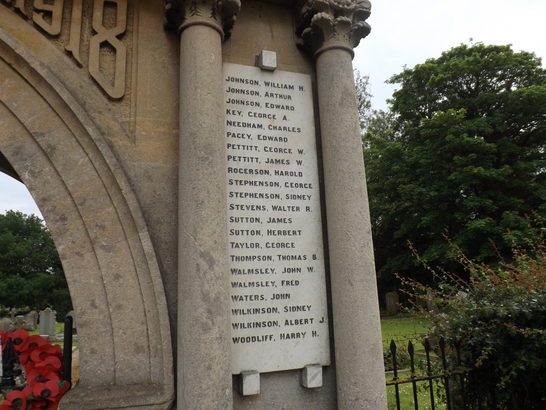 1918
JOHNSON, WILLIAM H.
JOHNSON, ARTHUR
JOHNSON, EDWARD
KEY, GEORGE A.
NEEDHAM, CHARLES
PACEY, EDWARD
PETTITT, GEORGE W.
PETTITT, JAMES W.
ROGERSON, HAROLD
STEPHENSON, GEORGE
STEPHENSON, SIDNEY
STEVENS, WALTER R.
SUTTON, JAMES
SUTTON, HERBERT
TAYLOR, GEORGE
THOMPSON, THOMAS B.
WALMSLEY, JOHN W.
WALMSLEY, FRED
WATERS, JOHN
WILKINSON, SIDNEY
WILKINSON, ALBERT J.
WOODLIFF, HARRY H.